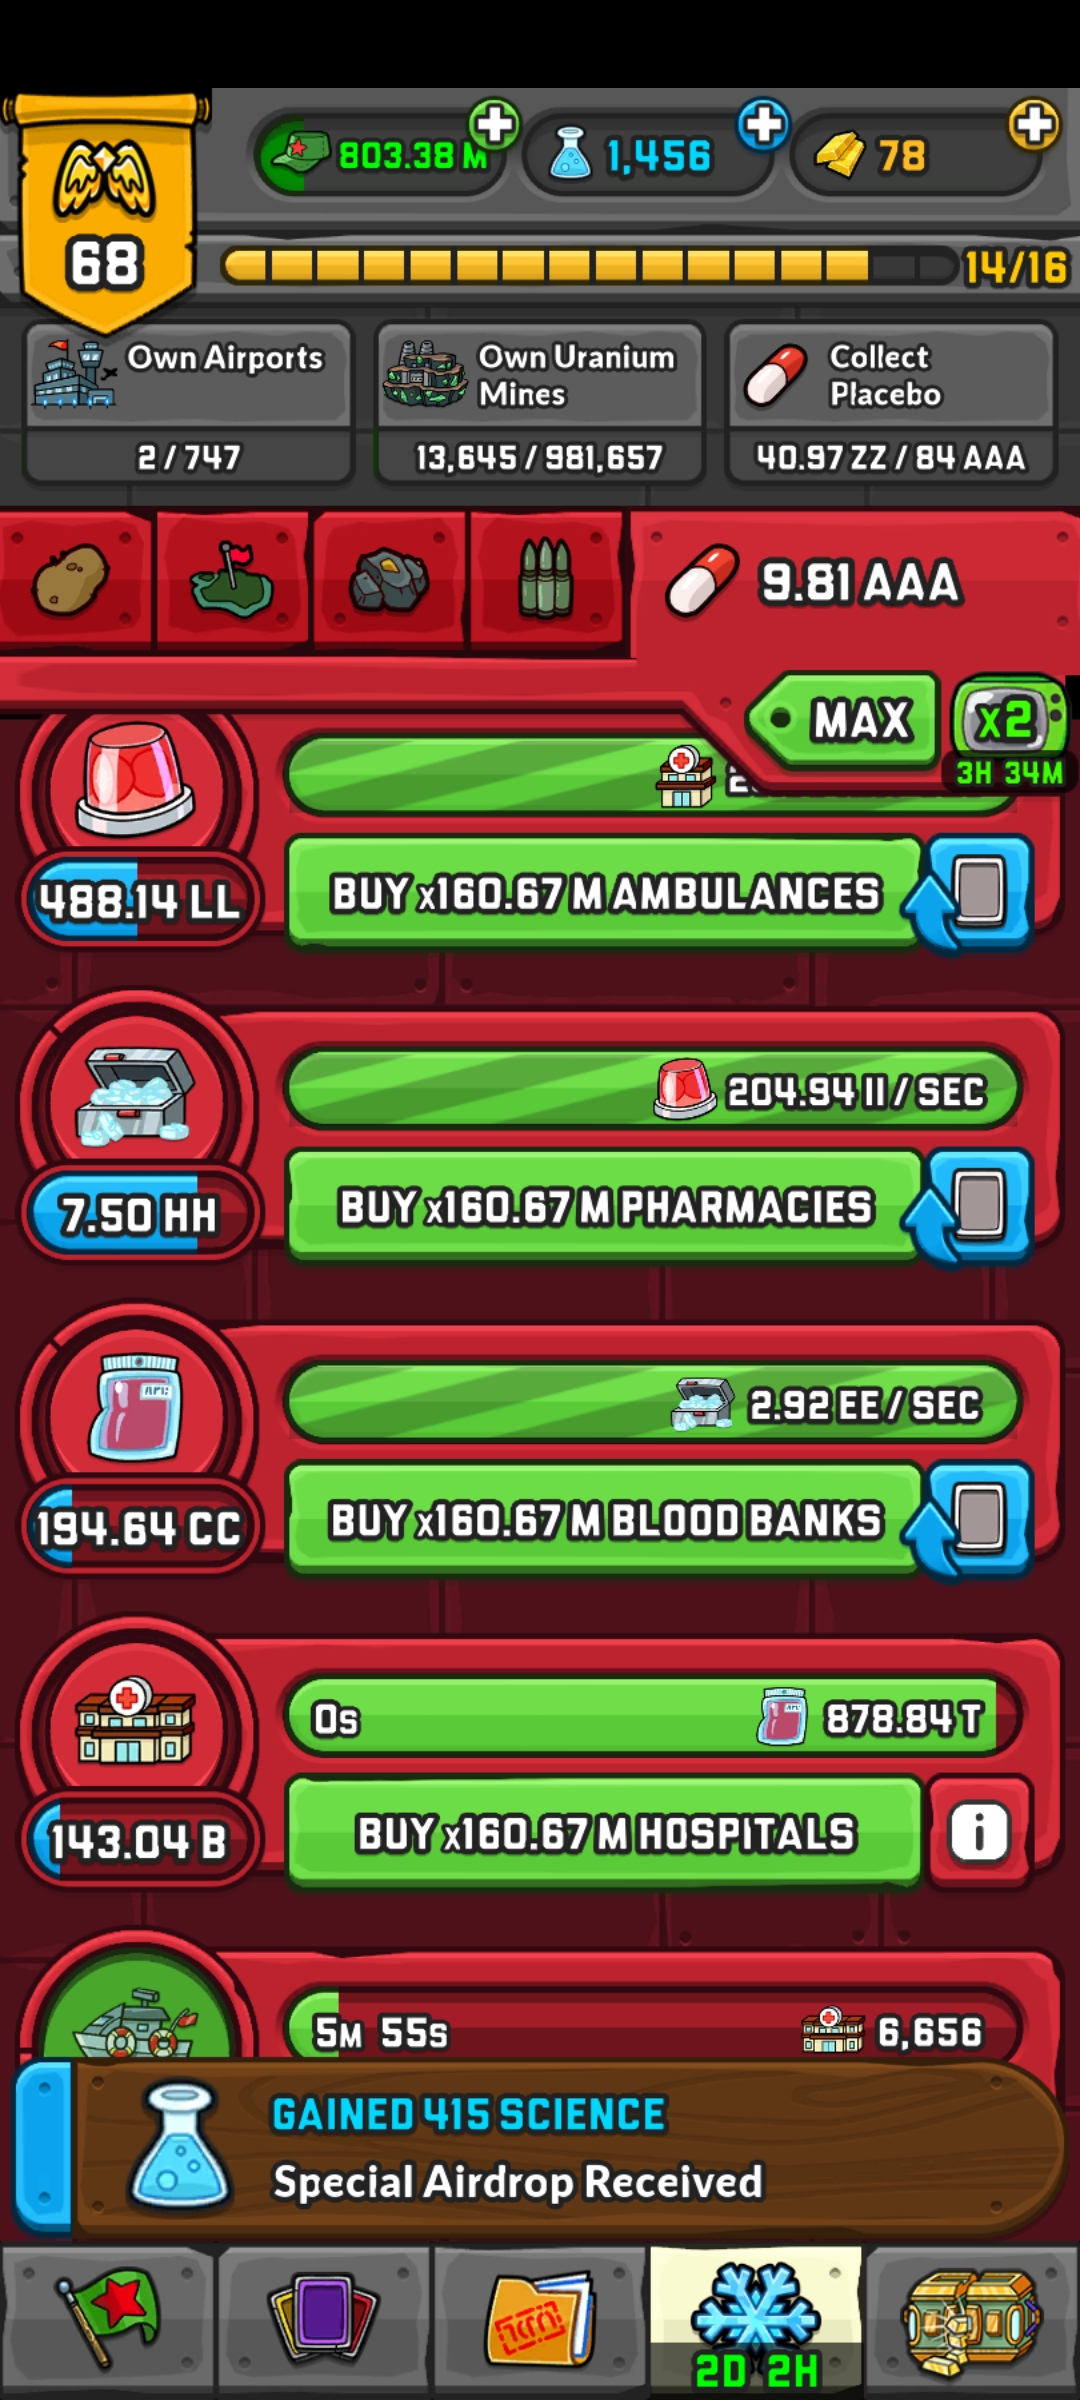 803.38 M
1,456
78
68
14/16
Own Airports
2 / 747
Own Uranium
Mines
13,645 / 981,657
Collect
Placebo
40.97 ZZ / 84 AAA
9.81 AAA
MAX
x2
3H 34M
488.14 LL
BUY x160.67 M AMBULANCES
204.94 II / SEC
7.50 HH
BUY x160.67 M PHARMACIES
2.92 EE / SEC
194.64 CC
BUY x160.67 M BLOOD BANKS
0s
878.84 T
143.04 B
BUY x160.67 M HOSPITALS
i
5M 55s
6,656
GAINED 415 SCIENCE
Special Airdrop Received
2D 2H